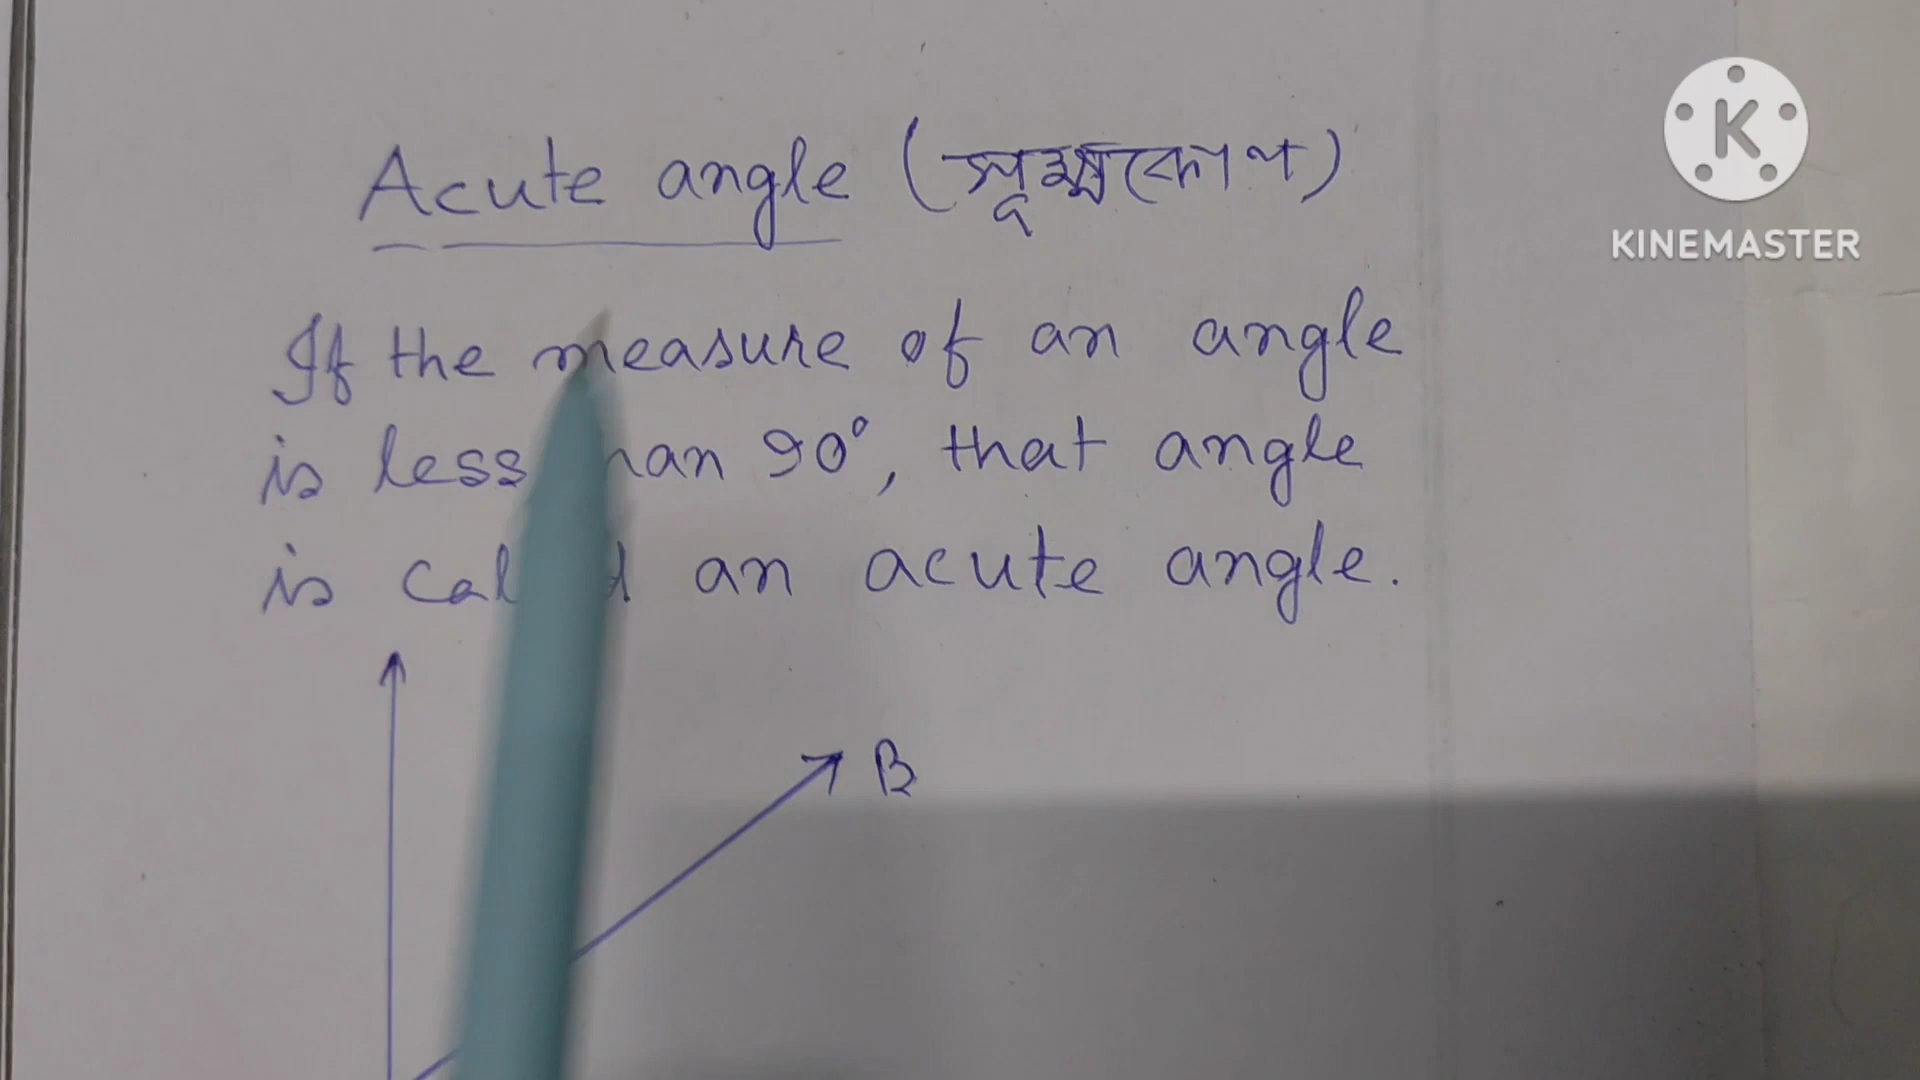 Acute angle (সূক্ষ্মকোণ)
If the measure of an angle
is less than 90°, that angle
is called an acute angle.
B
K
KINEMASTER